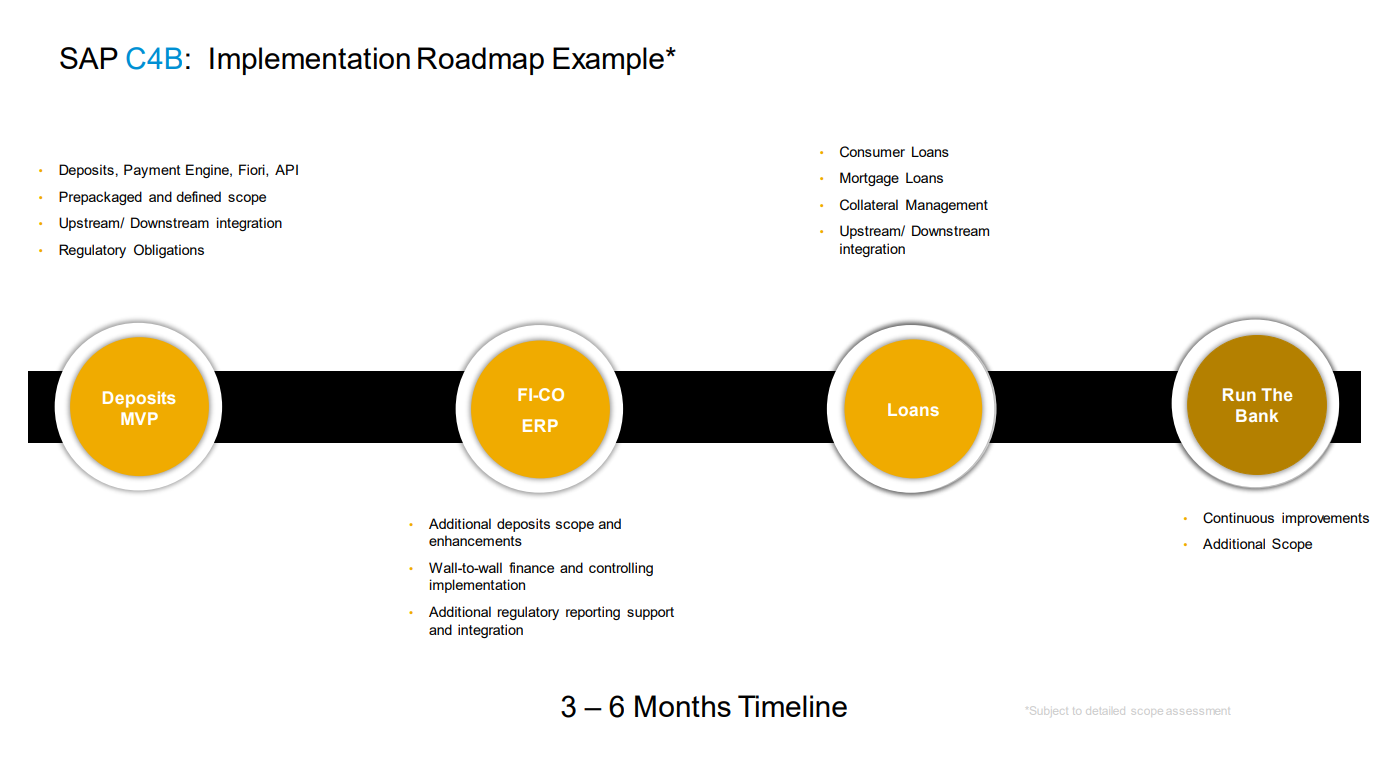 SAP C4B: Implementation Roadmap Example*
Deposits, Payment Engine, Fiori, API
Prepackaged and defined scope
Upstream/ Downstream integration
Regulatory Obligations
Consumer Loans
Mortgage Loans
Collateral Management
Upstream/ Downstream
integration
Deposits
MVP
FI-CO
ERP
Loans
Run The
Bank
Additional deposits scope and
enhancements
Wall-to-wall finance and controlling
implementation
Additional regulatory reporting support
and integration
Continuous improvements
Additional Scope
3 – 6 Months Timeline
*Subject to detailed scope assessment